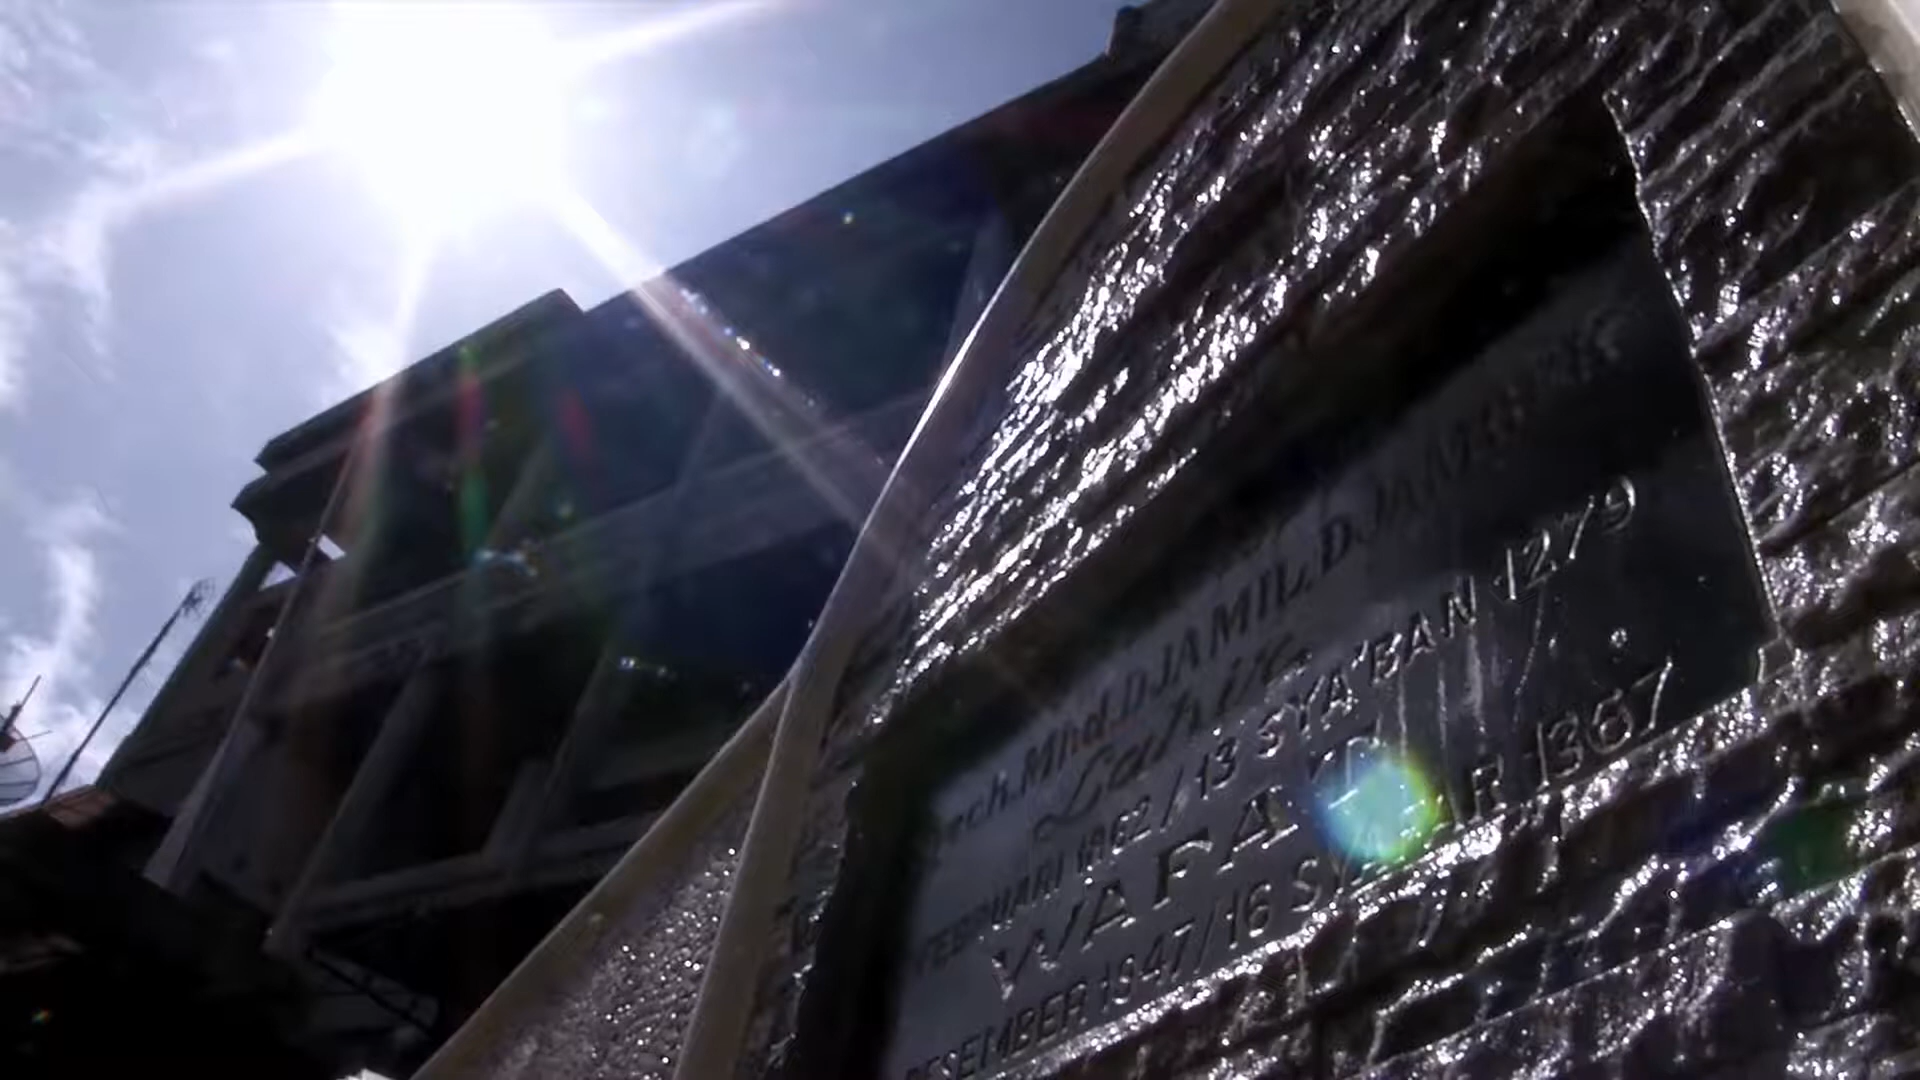 Mhd. DJAMIL DJAMBEK
Lahir
FEBRUARI 1862 / 13 SYA'BAN 1279
WAFAT
DESEMBER 1947 / 16 1367